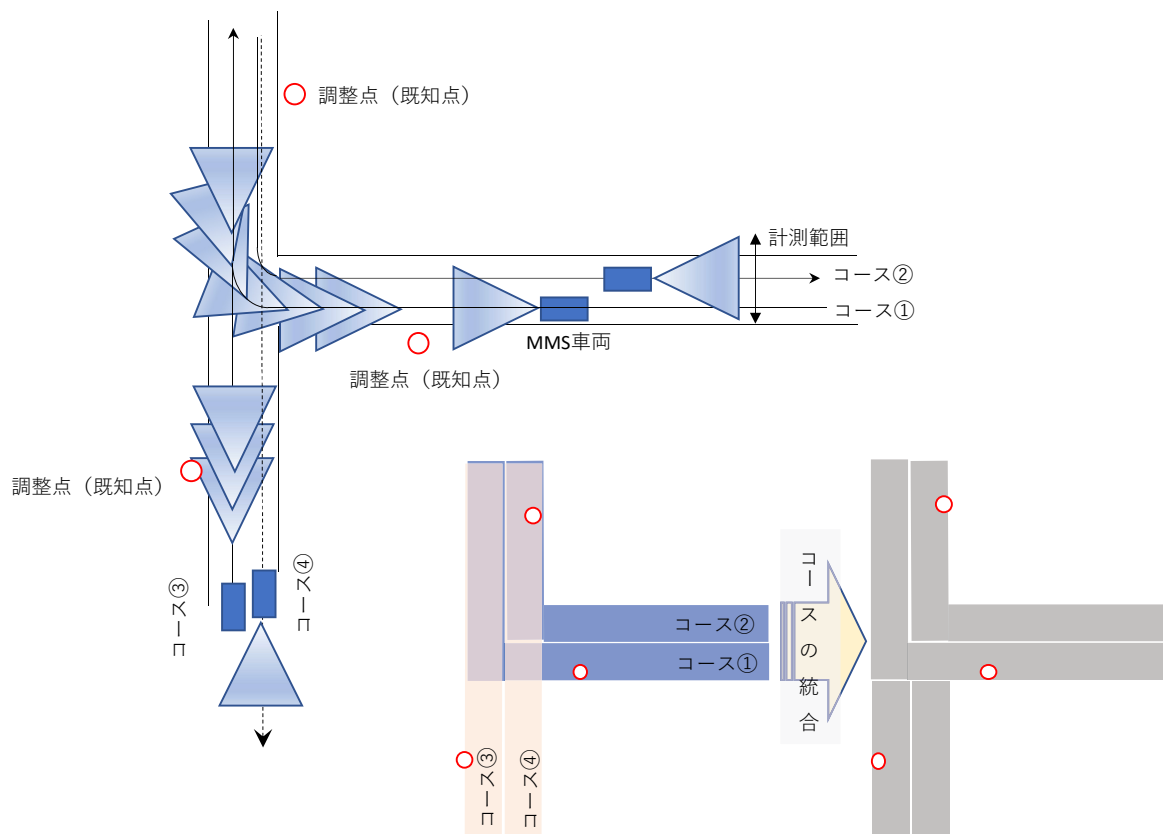 調整点（既知点）
計測範囲
コース②
コース①
MMS車両
調整点（既知点）
調整点（既知点）
コース③
コース④
コース②
コース①
コース③
コース④
コースの統合